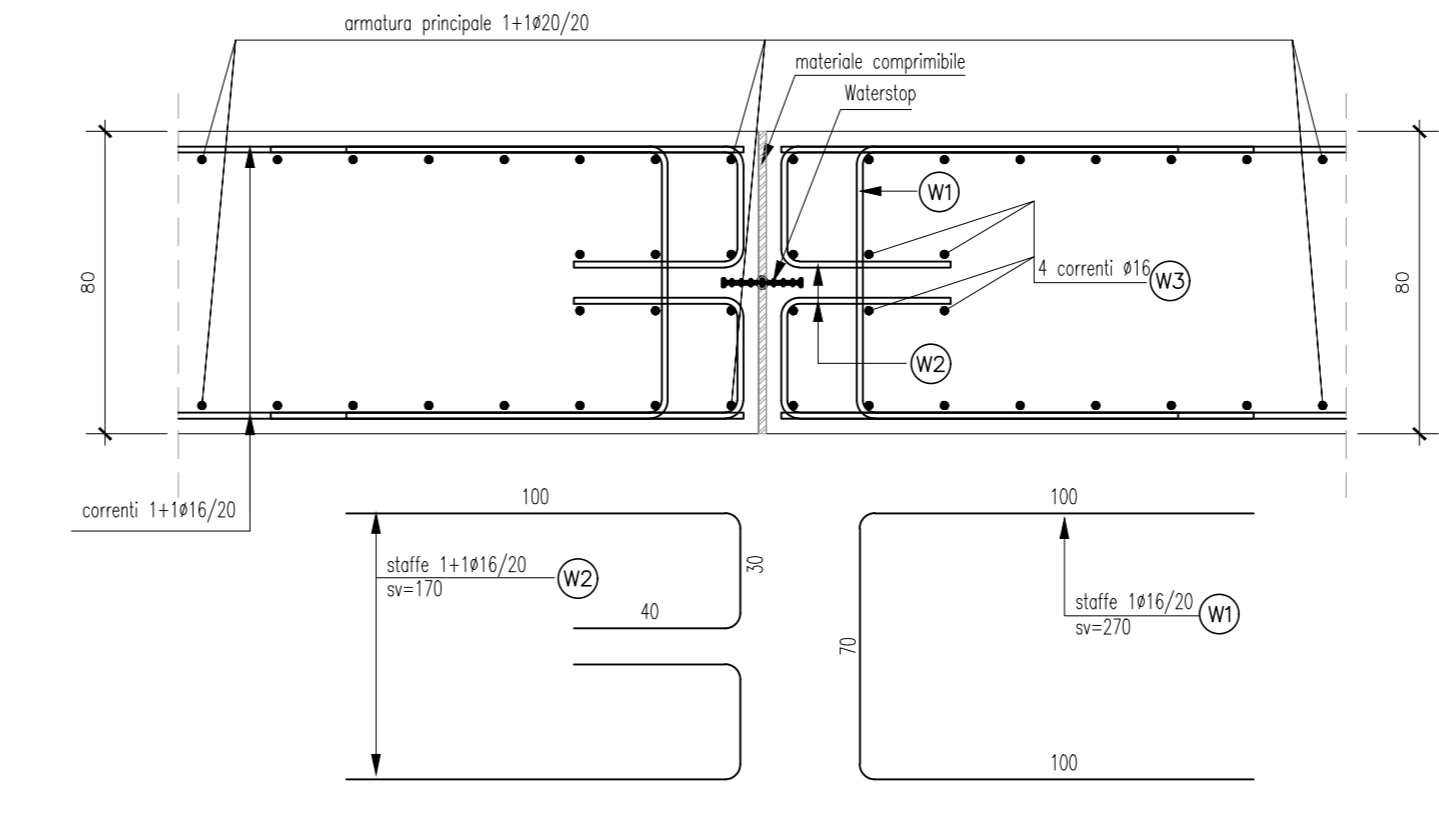 armatura principale 1+1ø20/20
materiale comprimibile
Waterstop
W1
80
4 correnti ø16
W3
80
W2
correnti 1+1ø16/20
100
100
staffe 1+1ø16/20
sv=170
W2
30
40
staffe 1ø16/20
sv=270
W1
70
100